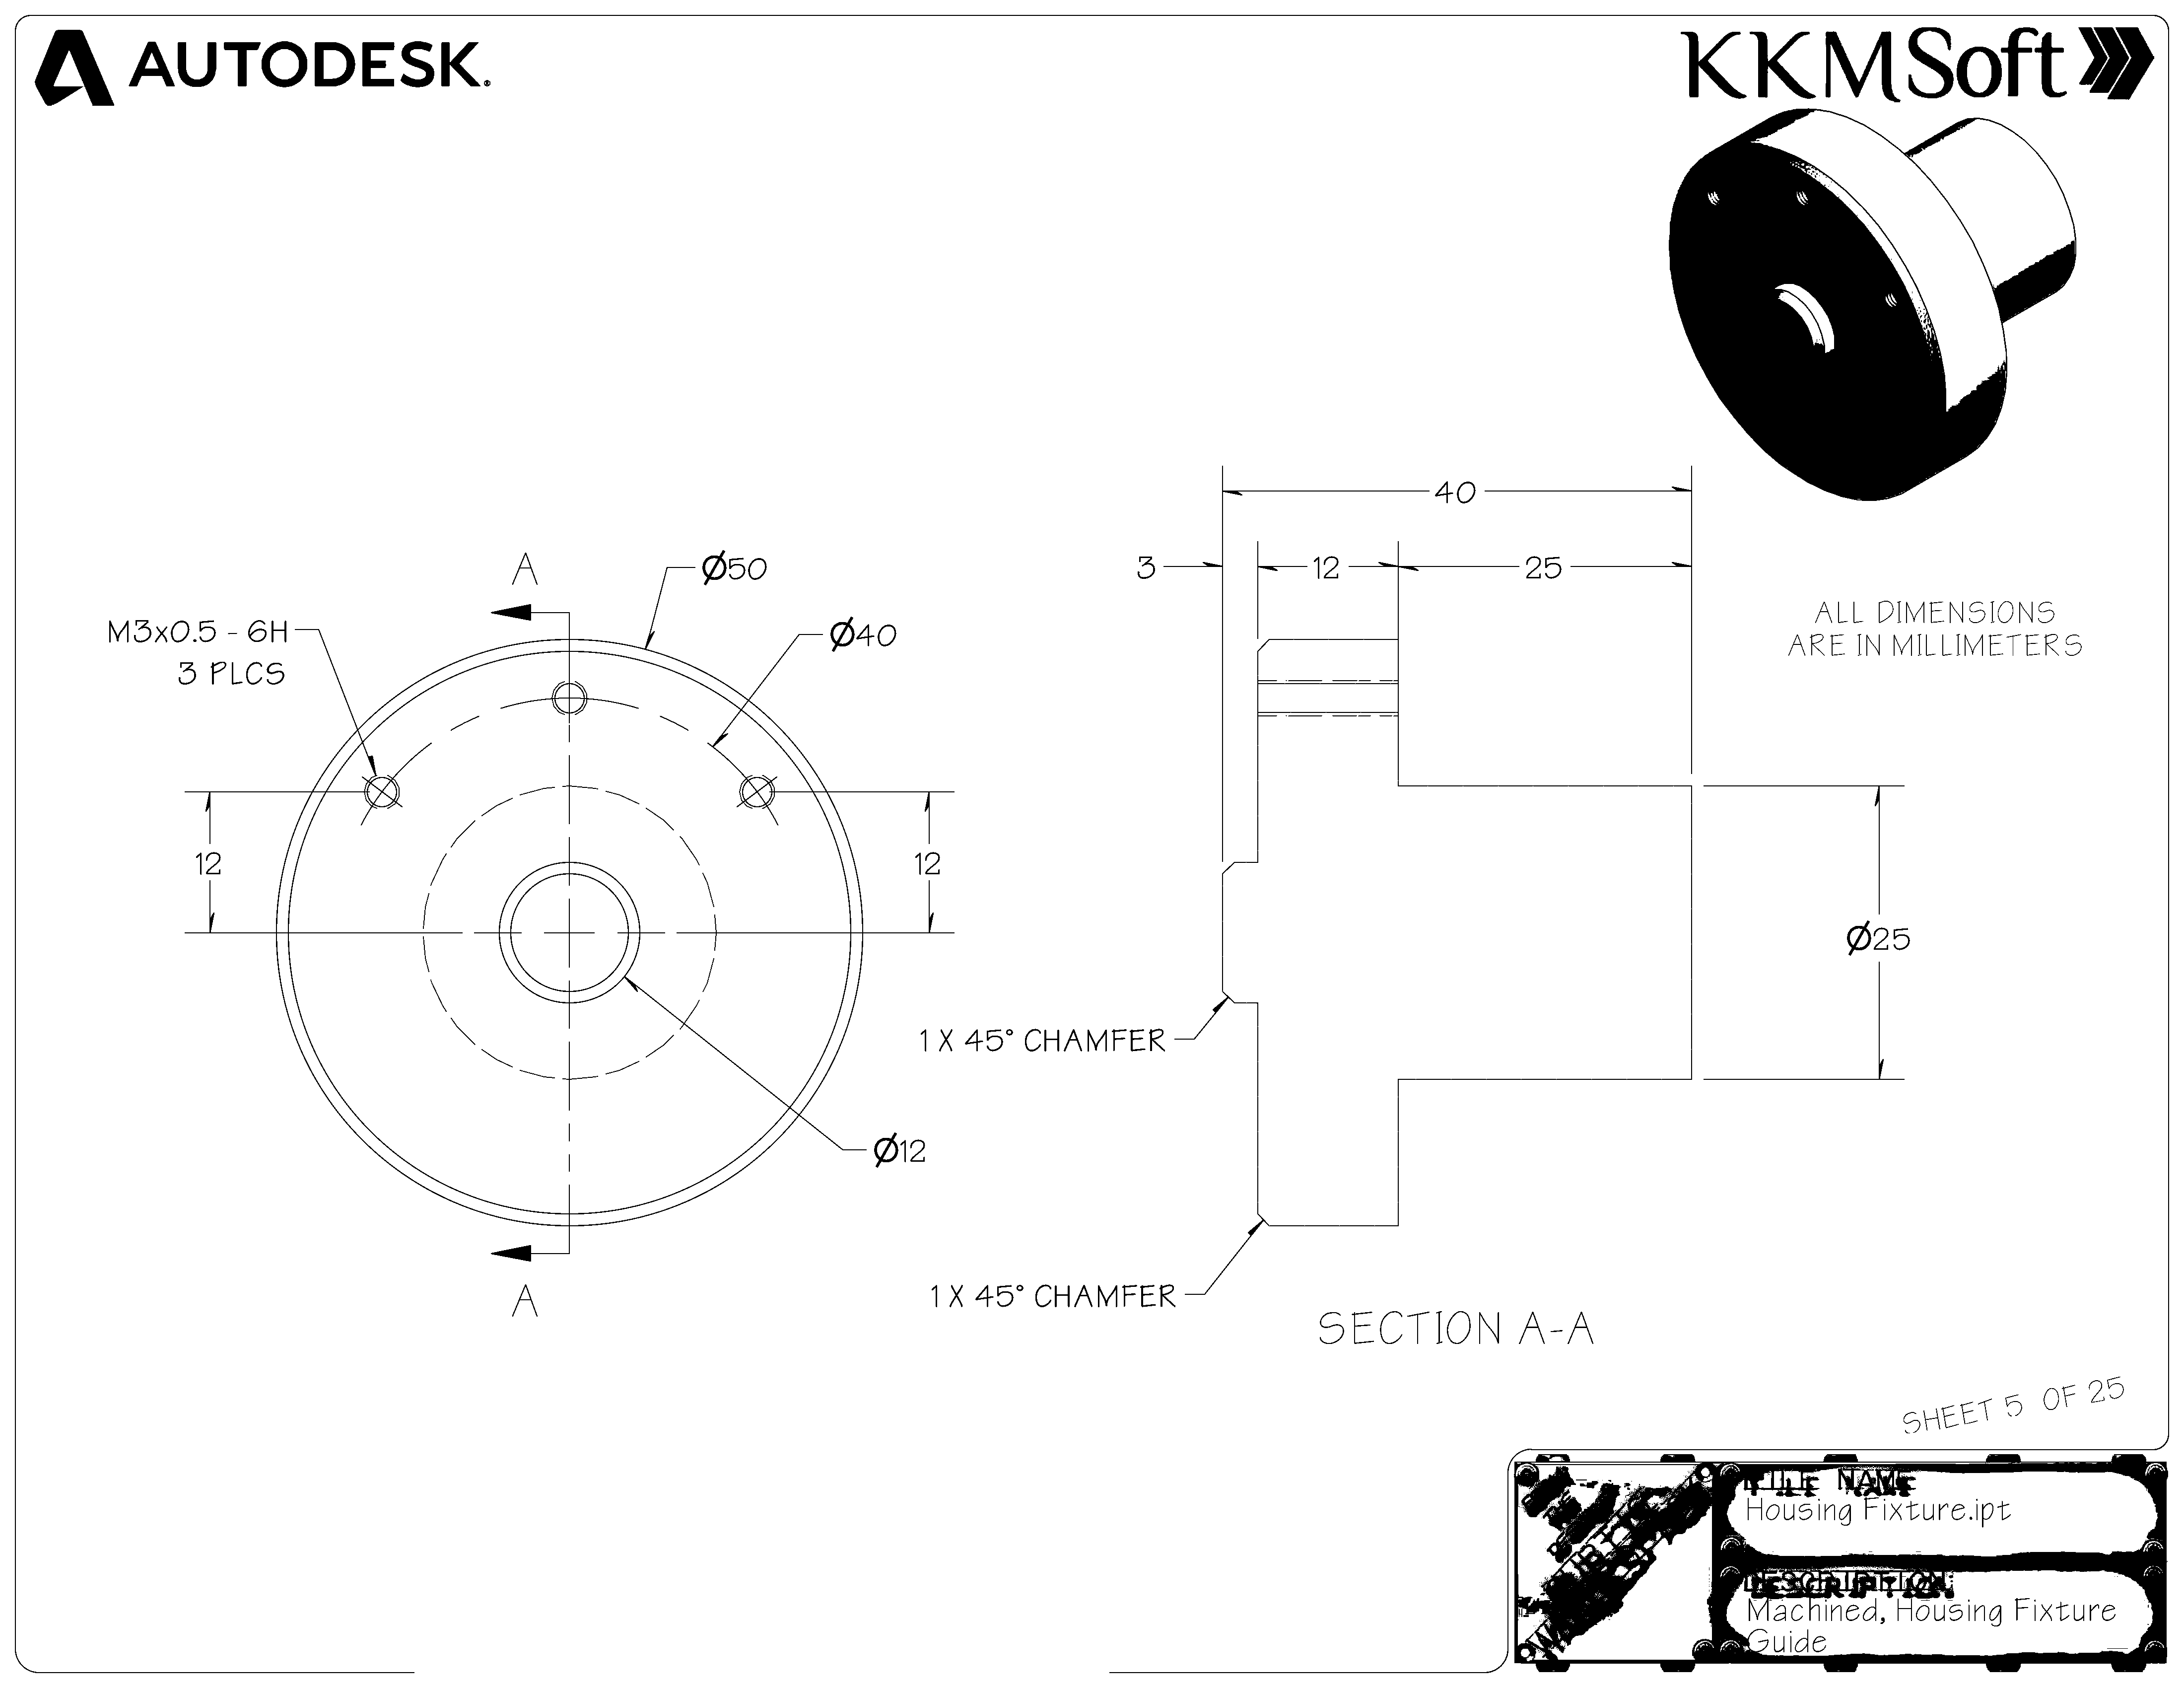 AUTODESK.
KKMSoft
40
3
12
25
A
Ø50
M3x0.5 - 6H
3 PLCS
Ø40
ALL DIMENSIONS
ARE IN MILLIMETERS
12
12
Ø25
1 X 45° CHAMFER
Ø12
1 X 45° CHAMFER
A
SECTION A-A
SHEET 5 OF 25
FILE NAME
Housing Fixture.ipt
DESCRIPTION
Machined, Housing Fixture
Guide